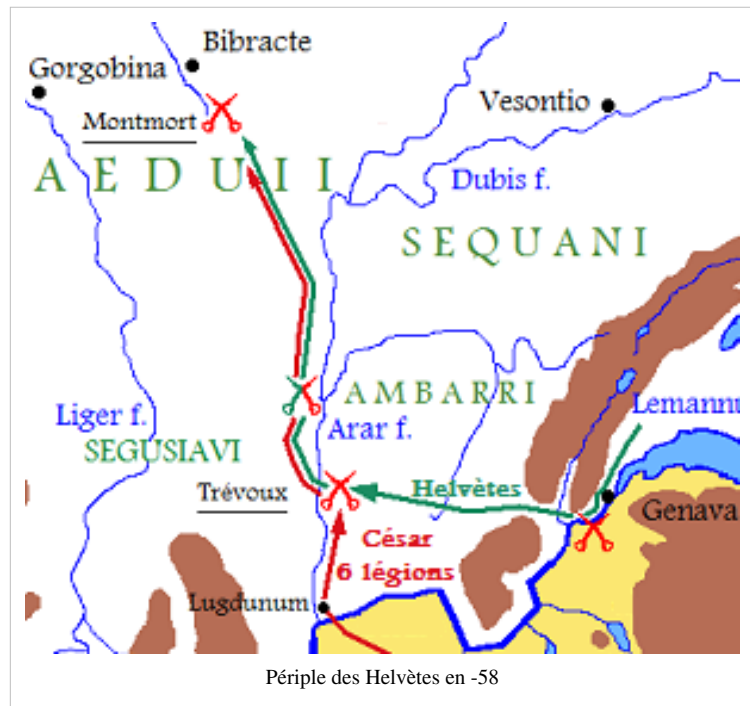 Bibracte
Gorgobina
Vesontio
Montmort
AEDUII
Dubis f.
SEQUANI
AMBARRI
Lemannu
Liger f.
Arar f.
SEGUSIAVI
Helvètes
Trévoux
Genava
César
6 légions
Lugdunum
Périple des Helvètes en -58